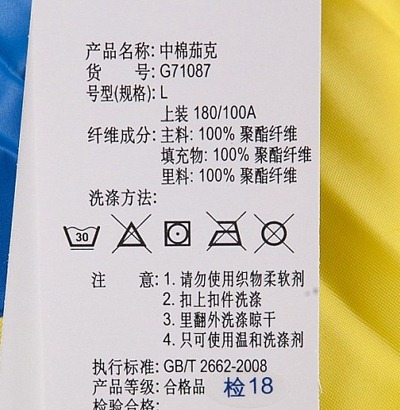 产品名称: 中棉茄克
货 号: G71087
号型(规格): L
上装 180/100A
纤维成分: 主料: 100% 聚酯纤维
填充物: 100% 聚酯纤维
里料: 100% 聚酯纤维
洗涤方法:
30
注 意: 1. 请勿使用织物柔软剂
2. 扣上扣件洗涤
3. 里翻外洗涤晾干
4. 只可使用温和洗涤剂
执行标准: GB/T 2662-2008
产品等级: 合格品 检18
检验合格: